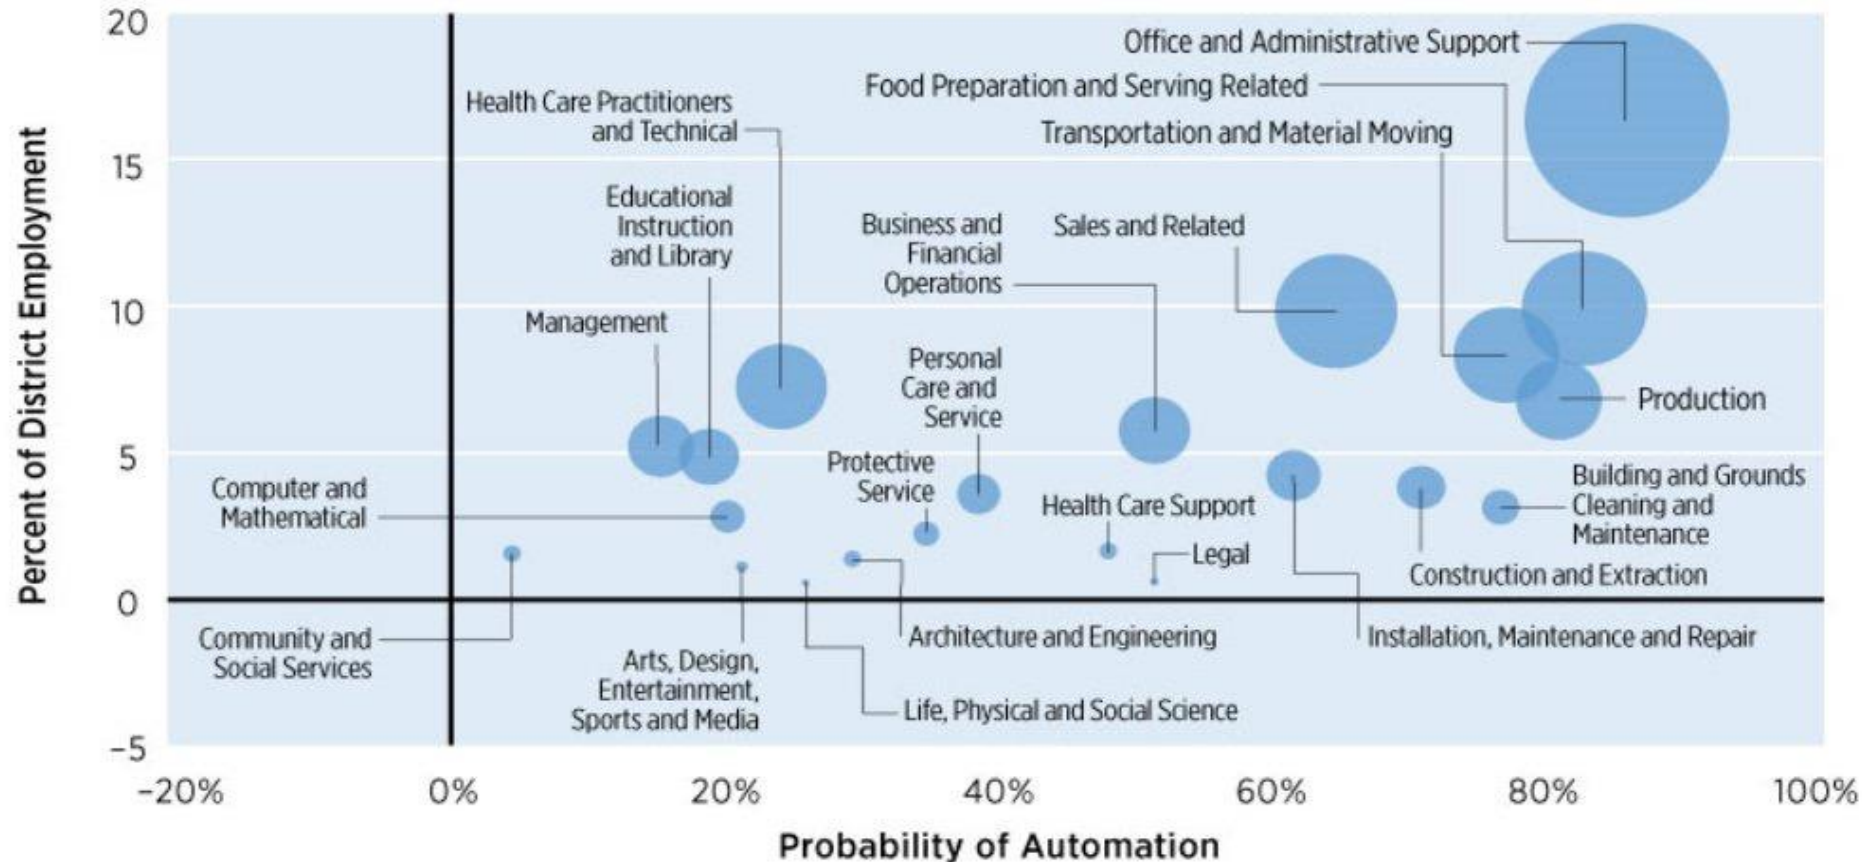 Percent of District Employment
20
15
10
5
0
−5
Office and Administrative Support
Food Preparation and Serving Related
Transportation and Material Moving
Health Care Practitioners
and Technical
Educational
Instruction
and Library
Business and
Financial
Operations
Sales and Related
Management
Personal
Care and
Service
Production
Protective
Service
Computer and
Mathematical
Health Care Support
Legal
Building and Grounds
Cleaning and
Maintenance
Construction and Extraction
Community and
Social Services
Arts, Design,
Entertainment,
Sports and Media
Architecture and Engineering
Installation, Maintenance and Repair
Life, Physical and Social Science
−20%
0%
20%
40%
60%
80%
100%
Probability of Automation